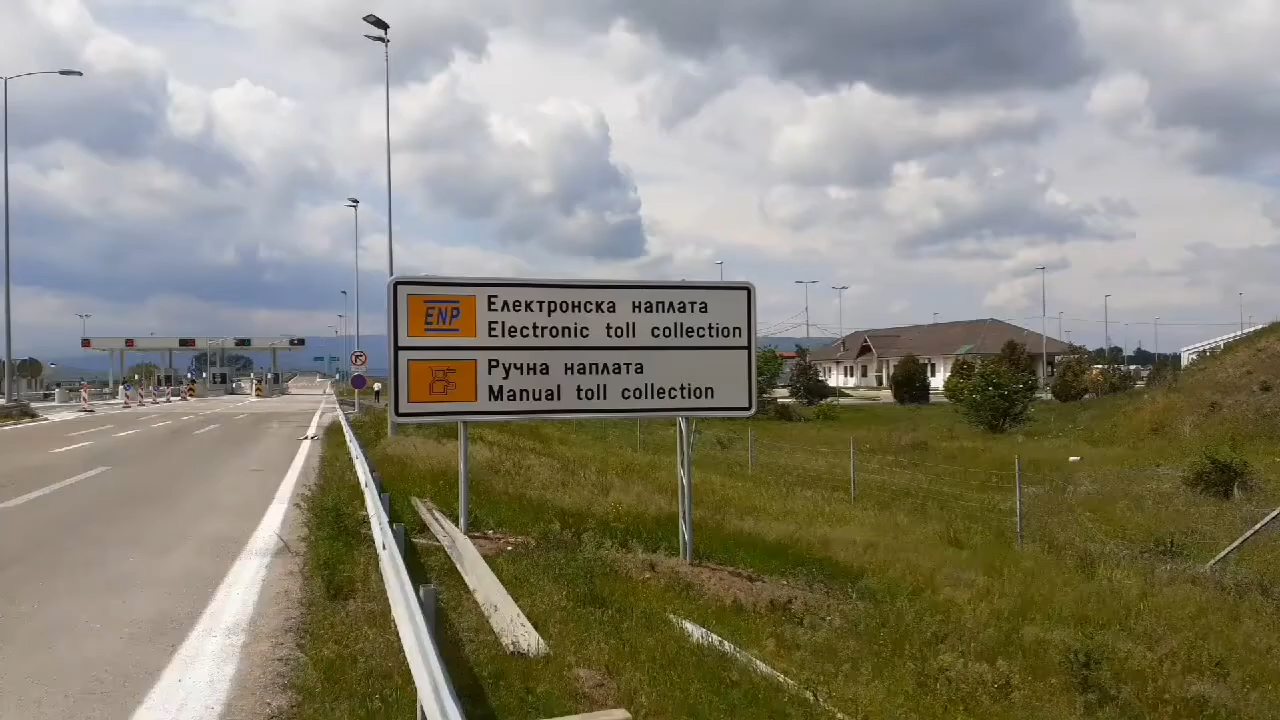 ENP
Електронска наплата
Electronic toll collection
Ручна наплата
Manual toll collection